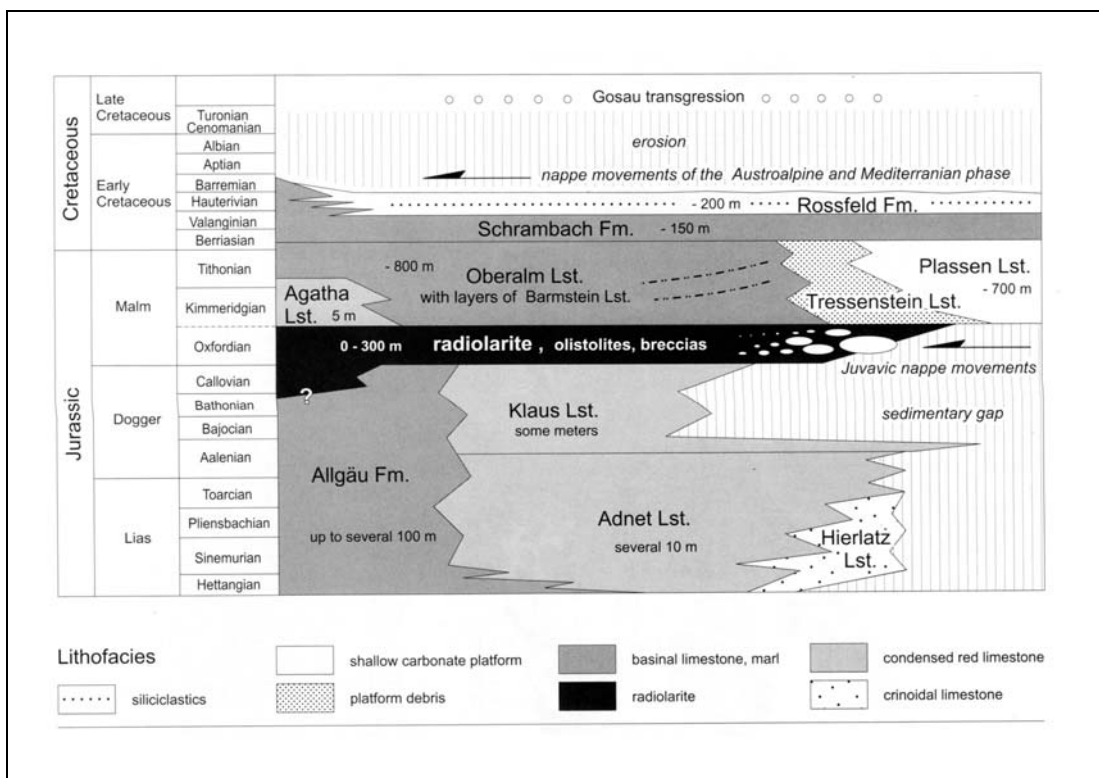 Cretaceous
Late
Cretaceous
Early
Cretaceous
Turonian
Cenomanian
Albian
Aptian
Barremian
Hauterivian
Valanginian
Berriasian
Gosau transgression
erosion
nappe movements of the Austroalpine and Mediterranian phase
- 200 m
Rossfeld Fm.
Schrambach Fm. - 150 m
Jurassic
Malm
Dogger
Lias
Tithonian
Kimmeridgian
Oxfordian
Callovian
Bathonian
Bajocian
Aalenian
Toarcian
Pliensbachian
Sinemurian
Hettangian
- 800 m
Oberalm Lst.
with layers of Barmstein Lst.
Agatha
Lst. 5 m
Plassen Lst.
- 700 m
Tressenstein Lst.
0 - 300 m radiolarite , olistolites, breccias
Juvavic nappe movements
?
Klaus Lst.
some meters
sedimentary gap
Allgäu Fm.
up to several 100 m
Adnet Lst.
several 10 m
Hierlatz
Lst.
Lithofacies
siliciclastics
shallow carbonate platform
platform debris
basinal limestone, marl
radiolarite
condensed red limestone
crinoidal limestone